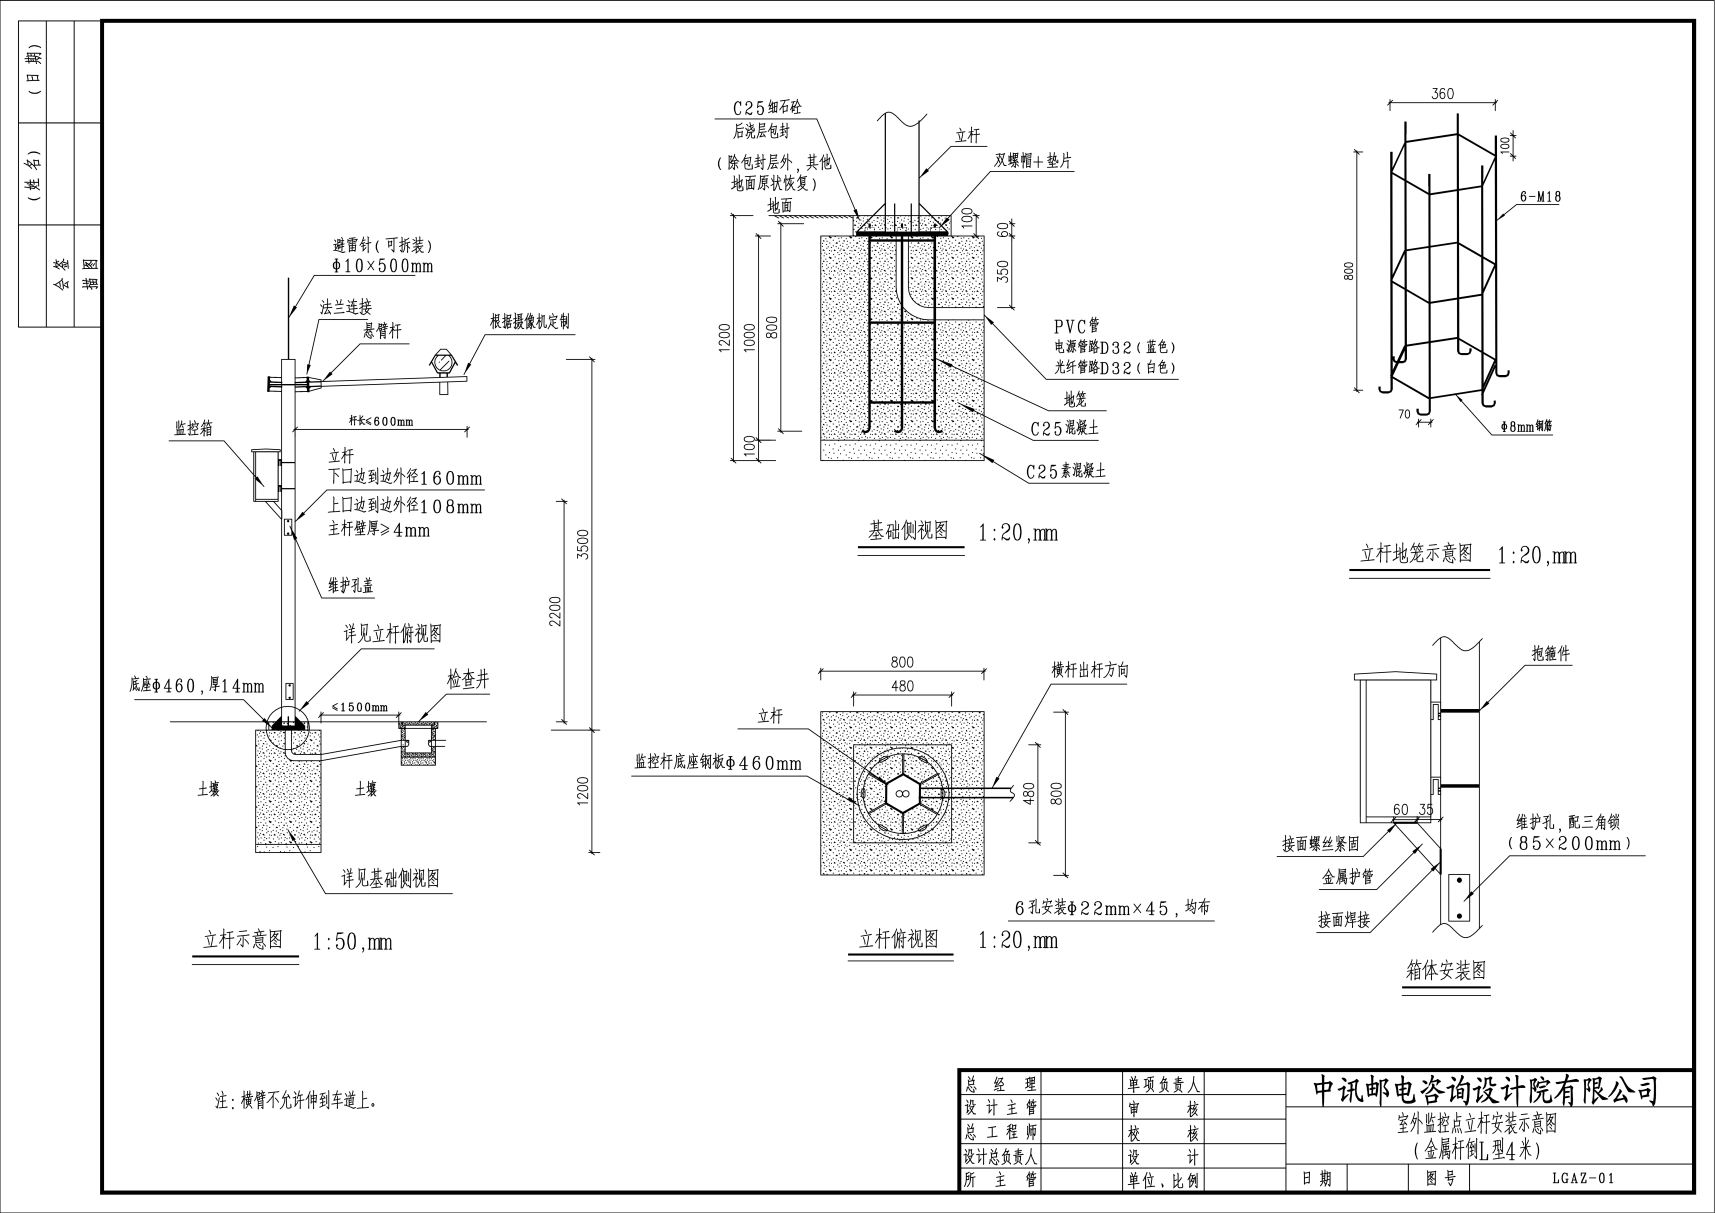 (日期)
(姓名)
会签
描图
避雷针(可拆装)
Φ10×500mm
法兰连接
悬臂杆
根据摄像机定制
杆长≤600mm
监控箱
立杆
下口边到边外径160mm
上口边到边外径108mm
主杆壁厚≥4mm
维护孔盖
3500
2200
详见立杆俯视图
底座Φ460,厚14mm
检查井
≤1500mm
土壤
土壤
1200
详见基础侧视图
立杆示意图 1:50,mm
C25细石砼
后浇层包封
(除包封层外,其他
地面原状恢复)
地面
立杆
双螺帽+垫片
100
60
350
1200
1000
800
100
PVC管
电源管路D32(蓝色)
光纤管路D32(白色)
地笼
C25混凝土
C25素混凝土
基础侧视图 1:20,mm
360
100
800
6-M18
70
Φ8mm钢筋
立杆地笼示意图 1:20,mm
800
480
横杆出杆方向
立杆
监控杆底座钢板Φ460mm
480
800
6孔安装Φ22mm×45,均布
立杆俯视图 1:20,mm
抱箍件
60 35
接面螺丝紧固
金属护管
接面焊接
维护孔,配三角锁
(85×200mm)
箱体安装图
注:横臂不允许伸到车道上。
总经理 单项负责人
设计主管 审核
总工程师 校核
设计总负责人 设计
所主管 单位、比例
中讯邮电咨询设计院有限公司
室外监控点立杆安装示意图
(金属杆倒L型4米)
日期 图号 LGAZ-01